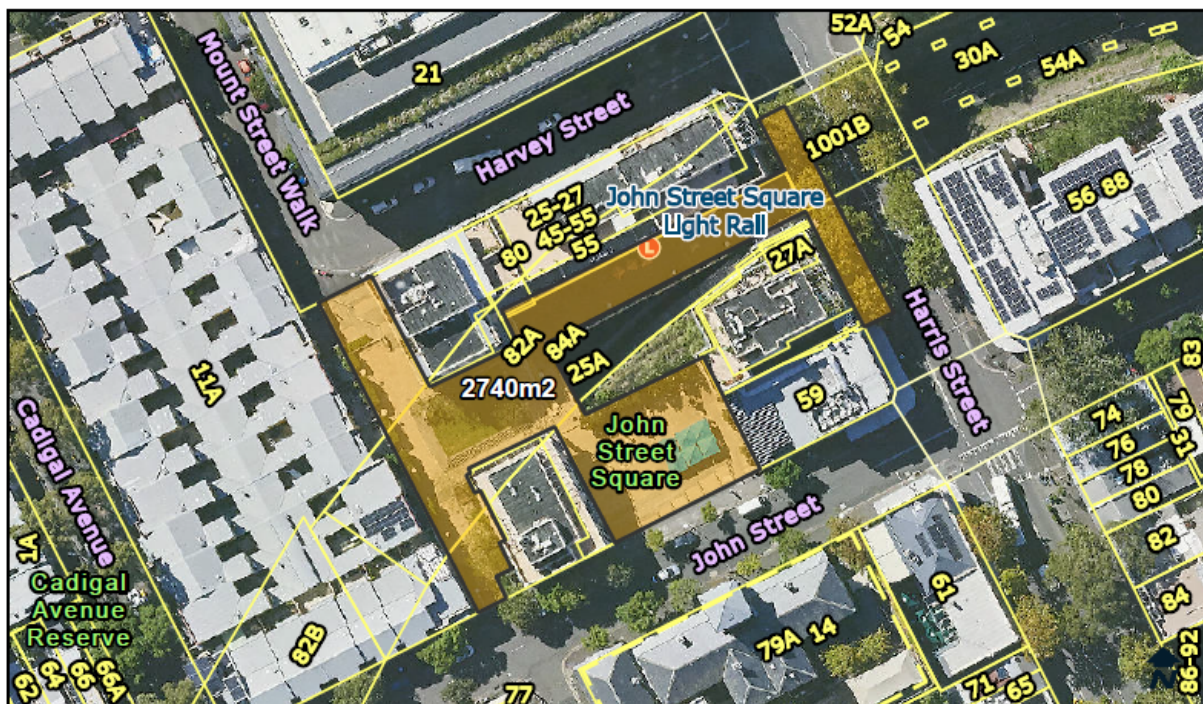 52A
54
30A
54A
21
Mount Street Walk
Harvey Street
1001B
56 88
25-27
45-55
80
55
John Street Square
Light Rail
27A
Harris Street
82A
84A
25A
2740m2
11A
59
John
Street
Square
Cadigal Avenue
83
79
31
74
76
78
80
82
84
86-92
John Street
61
1A
Cadigal
Avenue
Reserve
82B
79A 14
62
64
66
66A
77
71
65
N